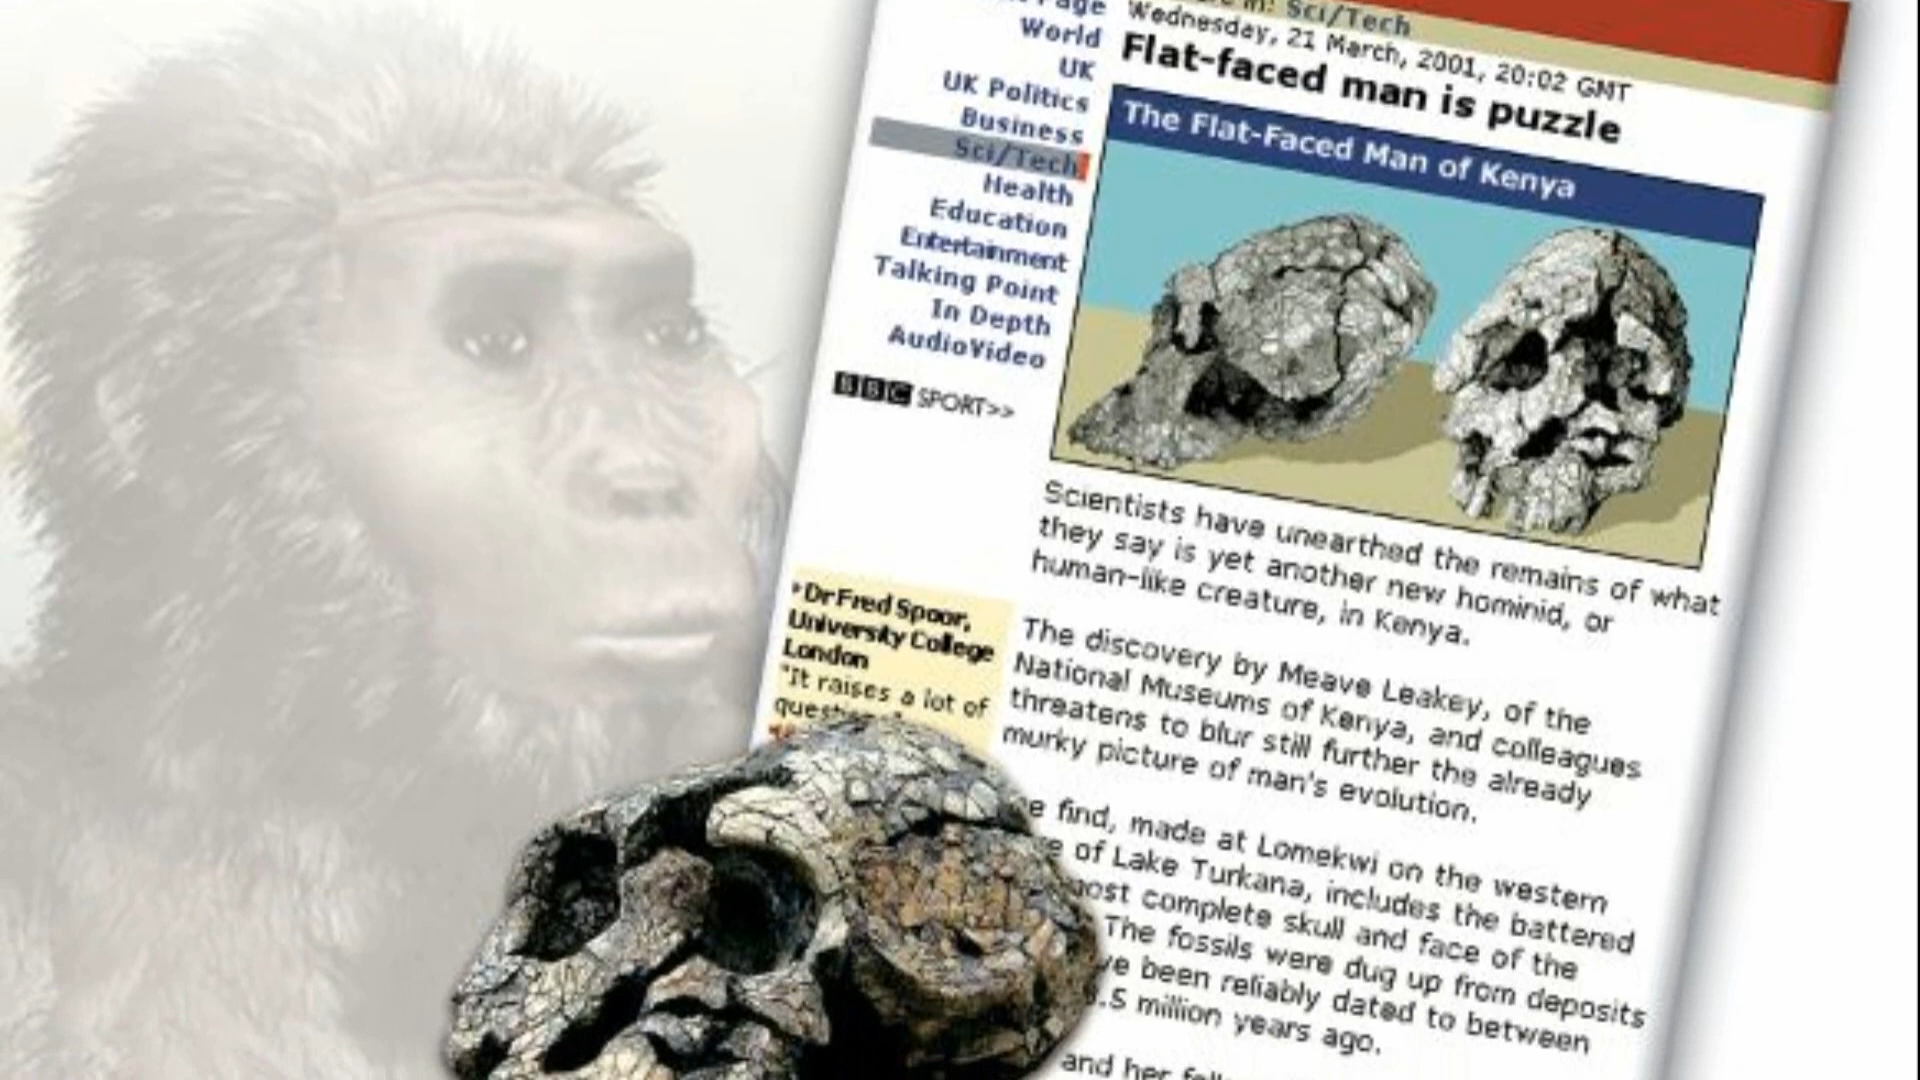 Page
World
UK
UK Politics
Business
Sci/Tech
Health
Education
Entertainment
Talking Point
In Depth
AudioVideo
BBC SPORT>>
Dr Fred Spoor,
University College
London
"It raises a lot of
in: Sci/Tech
Wednesday, 21 March, 2001, 20:02 GMT
Flat-faced man is puzzle
The Flat-Faced Man of Kenya
Scientists have unearthed the remains of what
they say is yet another new hominid, or
human-like creature, in Kenya.
The discovery by Meave Leakey, of the
National Museums of Kenya, and colleagues
threatens to blur still further the already
murky picture of man's evolution.
find, made at Lomekwi on the western
of Lake Turkana, includes the battered
complete skull and face of the
The fossils were dug up from deposits
been reliably dated to between
.5 million years ago.
and her